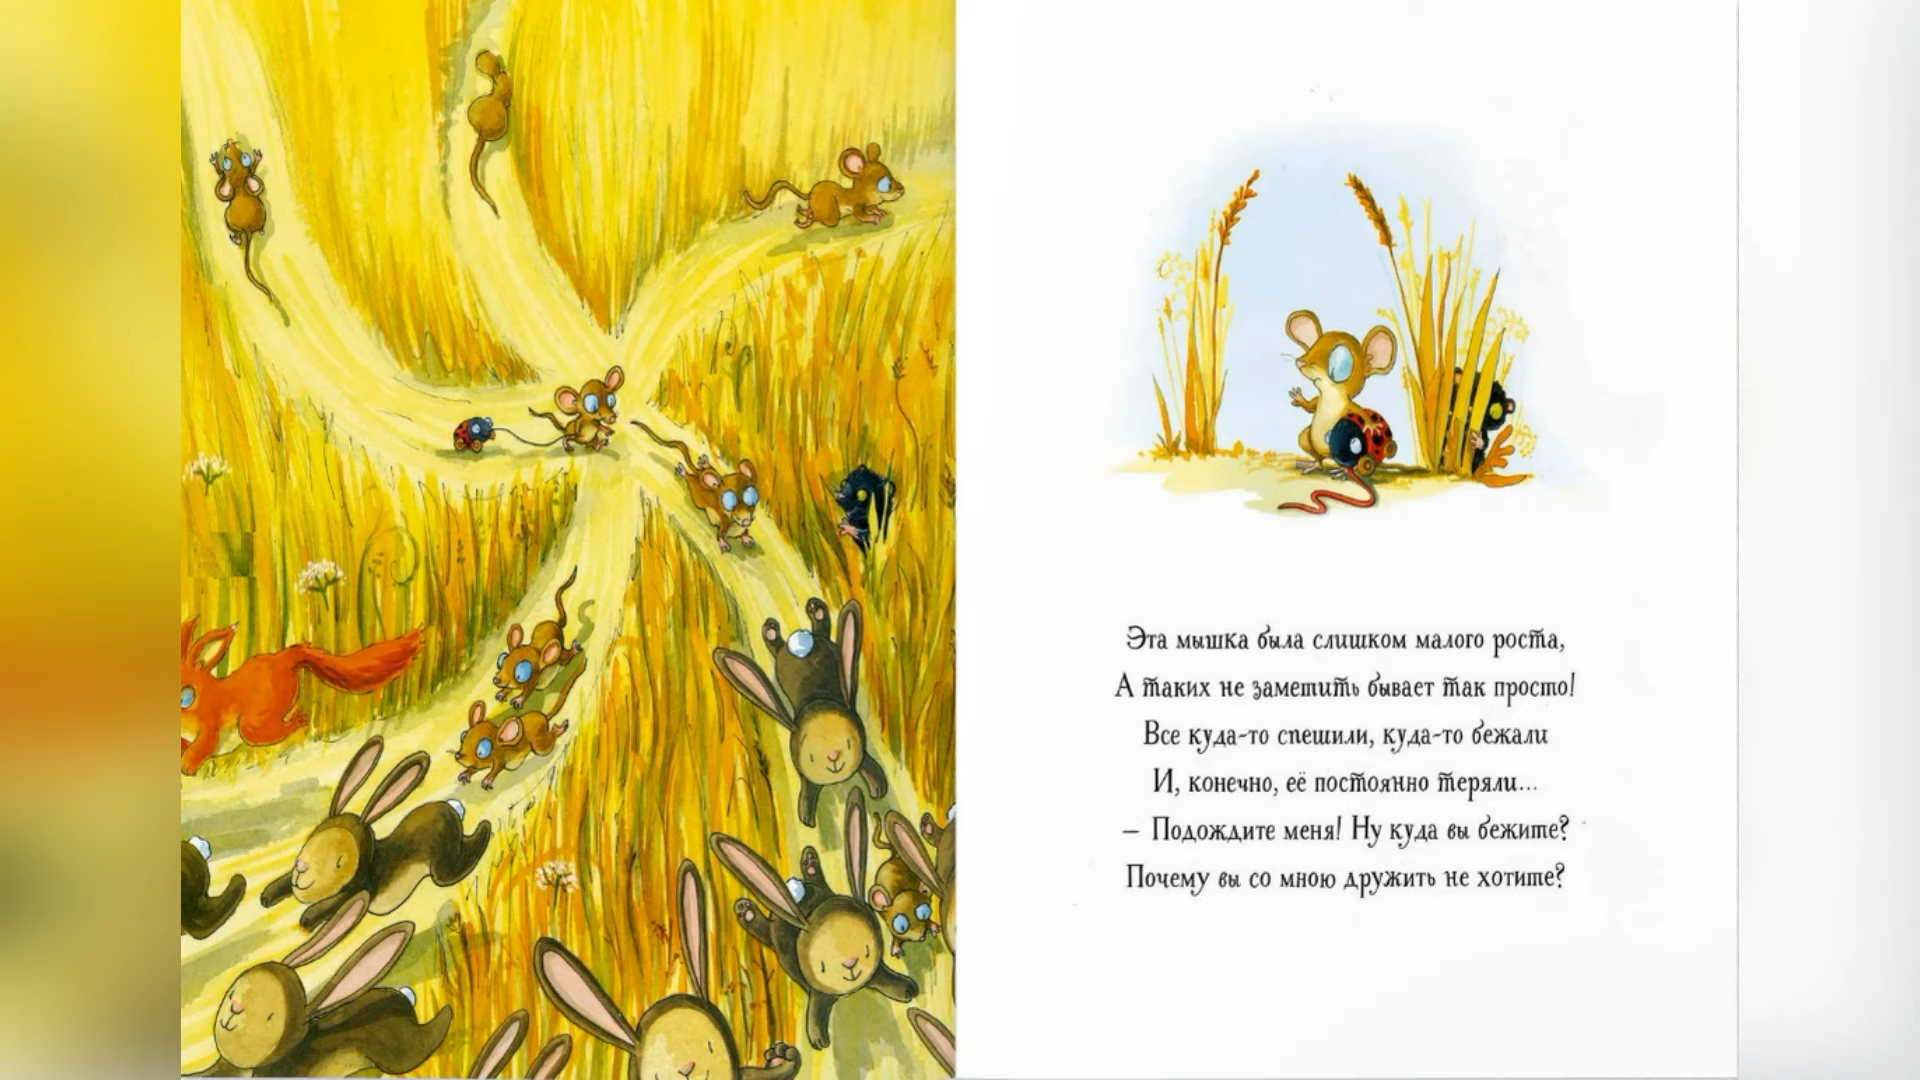 Эта мышка была слишком малого роста,
А таких не заметить бывает так просто!
Все куда-то спешили, куда-то бежали
И, конечно, её постоянно теряли...
– Подождите меня! Ну куда вы бежите?
Почему вы со мною дружить не хотите?